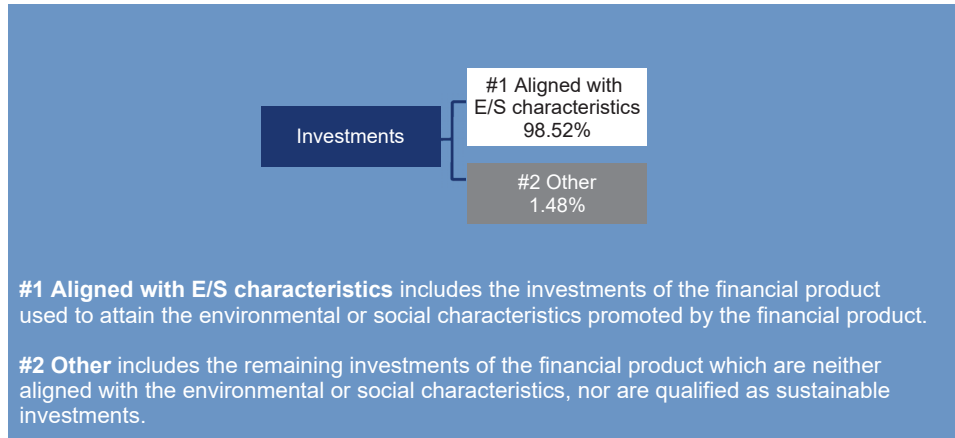 #1 Aligned with
E/S characteristics
98.52%
Investments
#2 Other
1.48%
#1 Aligned with E/S characteristics includes the investments of the financial product
used to attain the environmental or social characteristics promoted by the financial product.
#2 Other includes the remaining investments of the financial product which are neither
aligned with the environmental or social characteristics, nor are qualified as sustainable
investments.